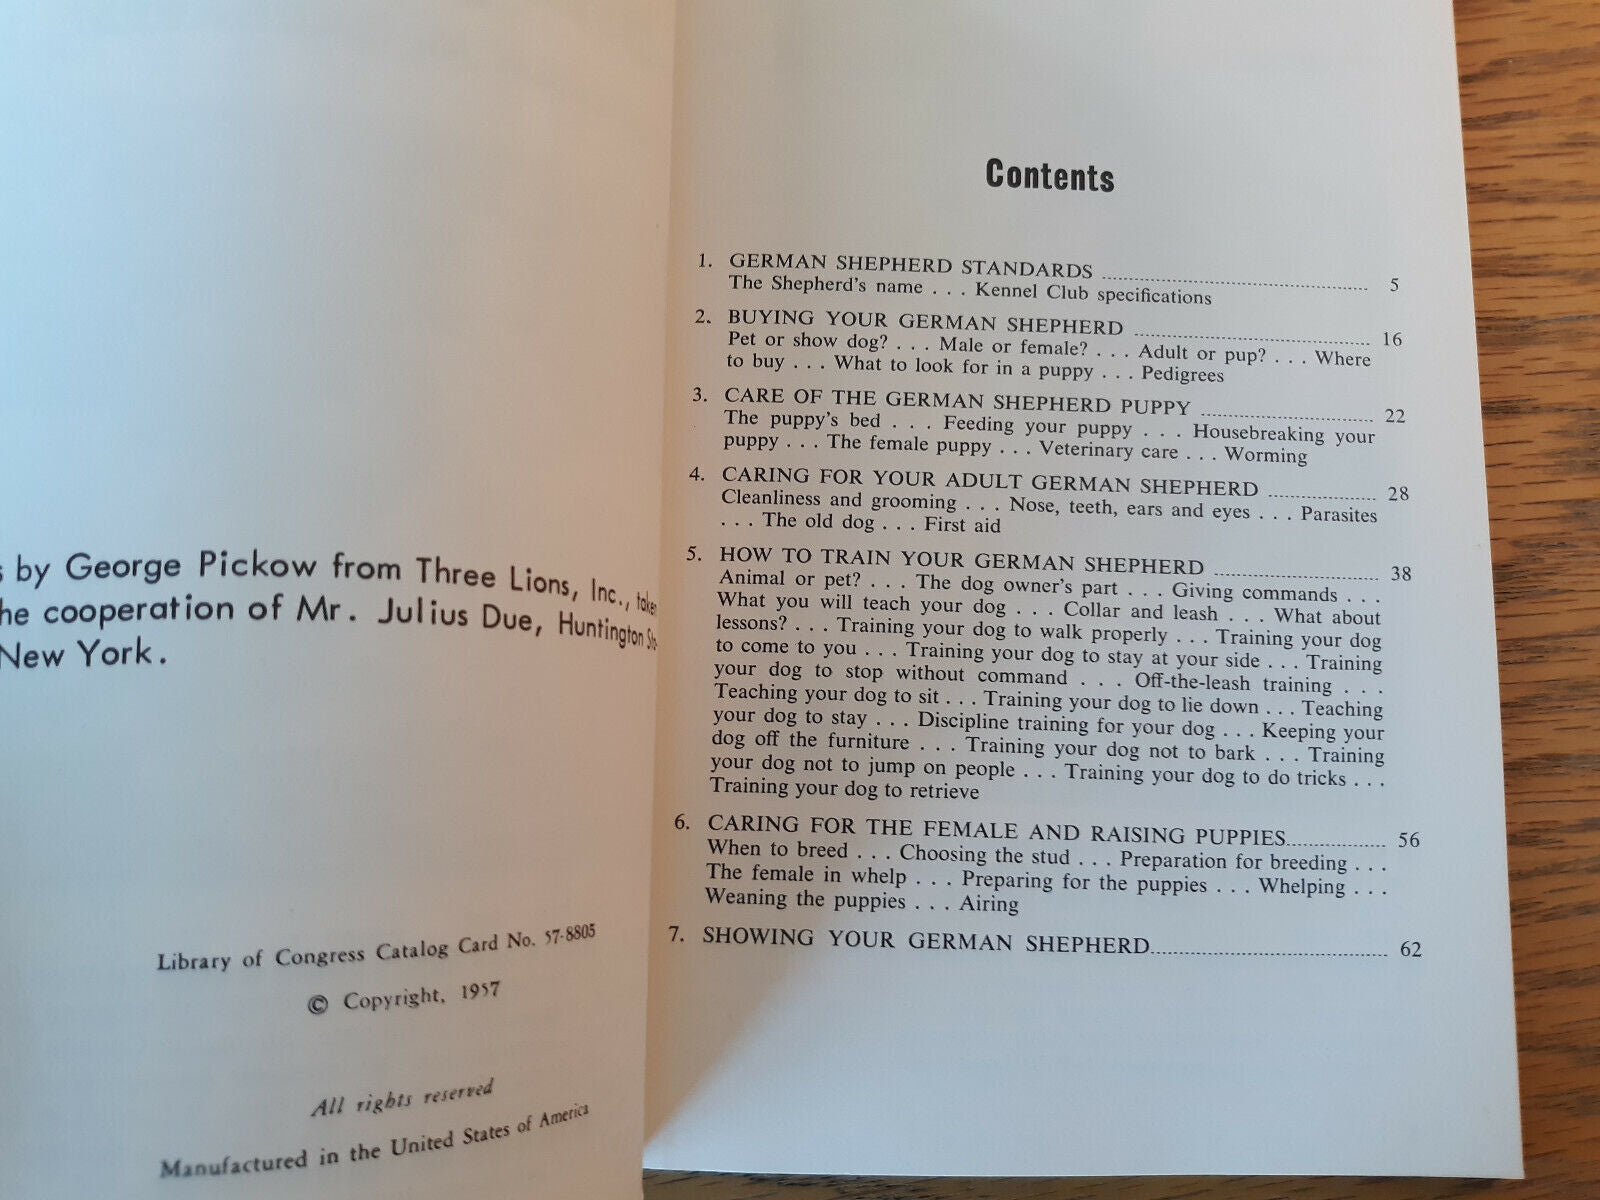 by George Pickow from Three Lions, Inc., taken
cooperation of Mr. Julius Due, Huntington
New York.
Library of Congress Catalog Card No. 57-8805
© Copyright, 1957
All rights reserved
Manufactured in the United States of America
Contents
1. GERMAN SHEPHERD STANDARDS 5
The Shepherd's name . . . Kennel Club specifications
2. BUYING YOUR GERMAN SHEPHERD 16
Pet or show dog? . . . Male or female? . . . Adult or pup? . . . Where
to buy . . . What to look for in a puppy . . . Pedigrees
3. CARE OF THE GERMAN SHEPHERD PUPPY 22
The puppy's bed . . . Feeding your puppy . . . Housebreaking your
puppy . . . The female puppy . . . Veterinary care . . . Worming
4. CARING FOR YOUR ADULT GERMAN SHEPHERD 28
Cleanliness and grooming . . . Nose, teeth, ears and eyes . . . Parasites
. . . The old dog . . . First aid
5. HOW TO TRAIN YOUR GERMAN SHEPHERD 38
Animal or pet? . . . The dog owner's part . . . Giving commands . . .
What you will teach your dog . . . Collar and leash . . . What about
lessons? . . . Training your dog to walk properly . . . Training your dog
to come to you . . . Training your dog to stay at your side . . . Training
your dog to stop without command . . . Off-the-leash training . . .
Teaching your dog to sit . . . Training your dog to lie down . . . Teaching
your dog to stay . . . Discipline training for your dog . . . Keeping your
dog off the furniture . . . Training your dog not to bark . . . Training
your dog not to jump on people . . . Training your dog to do tricks . . .
Training your dog to retrieve
6. CARING FOR THE FEMALE AND RAISING PUPPIES 56
When to breed . . . Choosing the stud . . . Preparation for breeding . . .
The female in whelp . . . Preparing for the puppies . . . Whelping . . .
Weaning the puppies . . . Airing
7. SHOWING YOUR GERMAN SHEPHERD 62